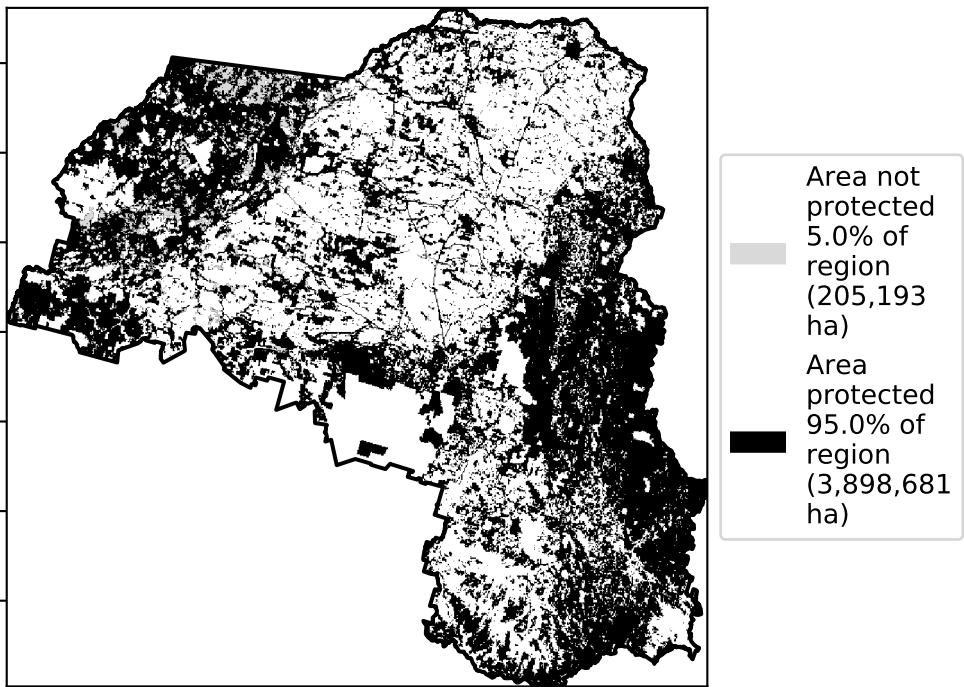 Area not
protected
5.0% of
region
(205,193
ha)
Area
protected
95.0% of
region
(3,898,681
ha)